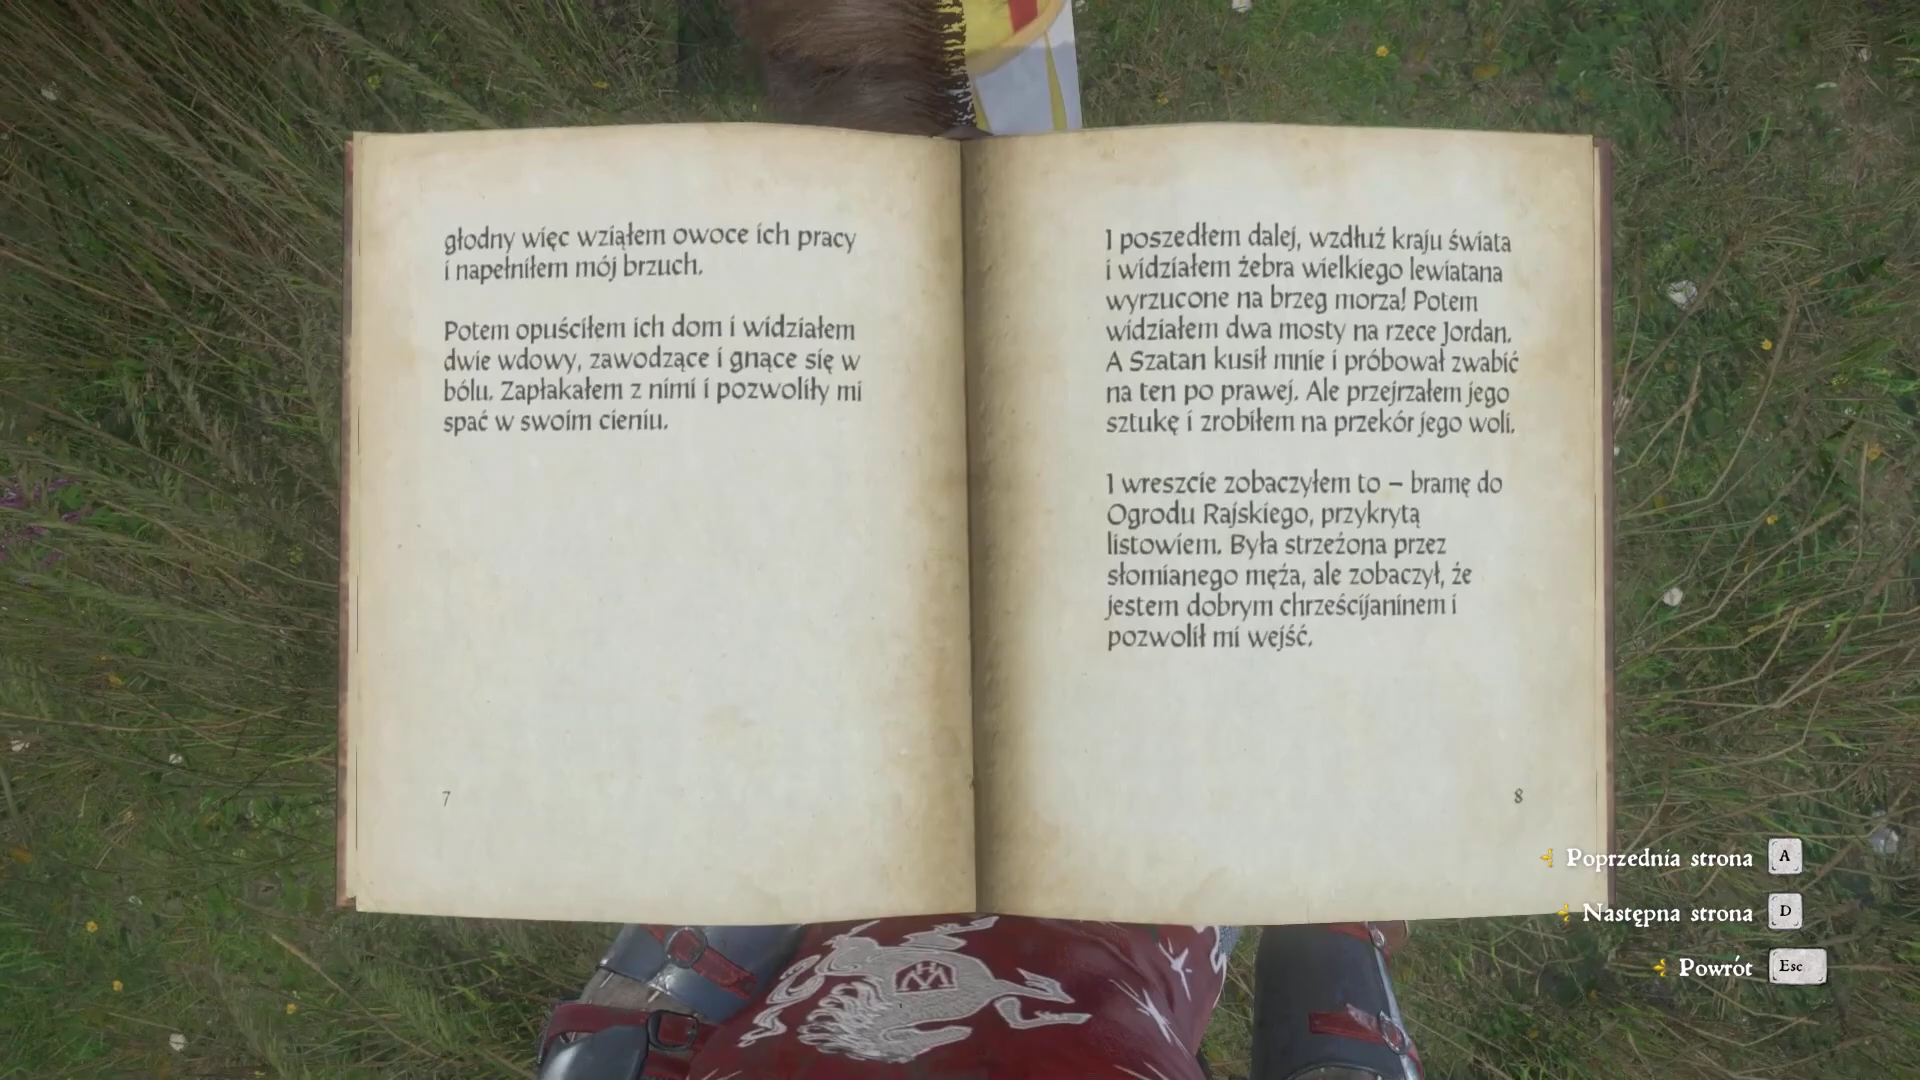 głodny więc wziąłem owoce ich pracy
i napełniłem mój brzuch.
Potem opuściłem ich dom i widziałem
dwie wdowy, zawodzące i gnące się w
bólu. Zapłakałem z nimi i pozwoliły mi
spać w swoim cieniu.
7
I poszedłem dalej, wzdłuż kraju świata
i widziałem żebra wielkiego lewiatana
wyrzucone na brzeg morza! Potem
widziałem dwa mosty na rzece Jordan.
A Szatan kusił mnie i próbował zwabić
na ten po prawej. Ale przejrzałem jego
sztukę i zrobiłem na przekór jego woli.
I wreszcie zobaczyłem to – bramę do
Ogrodu Rajskiego, przykrytą
listowiem. Była strzeżona przez
słomianego męża, ale zobaczył, że
jestem dobrym chrześcijaninem i
pozwolił mi wejść.
8
Poprzednia strona A
Następna strona D
Powrót Esc